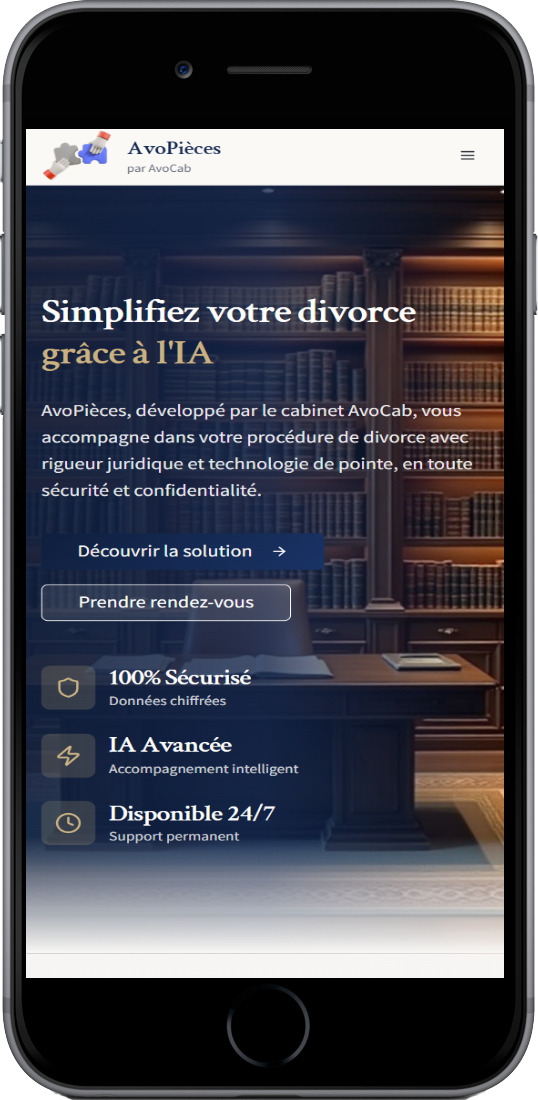 AvoPièces
par AvoCab
Simplifiez votre divorce
grâce à l'IA
AvoPièces, développé par le cabinet AvoCab, vous
accompagne dans votre procédure de divorce avec
rigueur juridique et technologie de pointe, en toute
sécurité et confidentialité.
Découvrir la solution →
Prendre rendez-vous
100% Sécurisé
Données chiffrées
IA Avancée
Accompagnement intelligent
Disponible 24/7
Support permanent